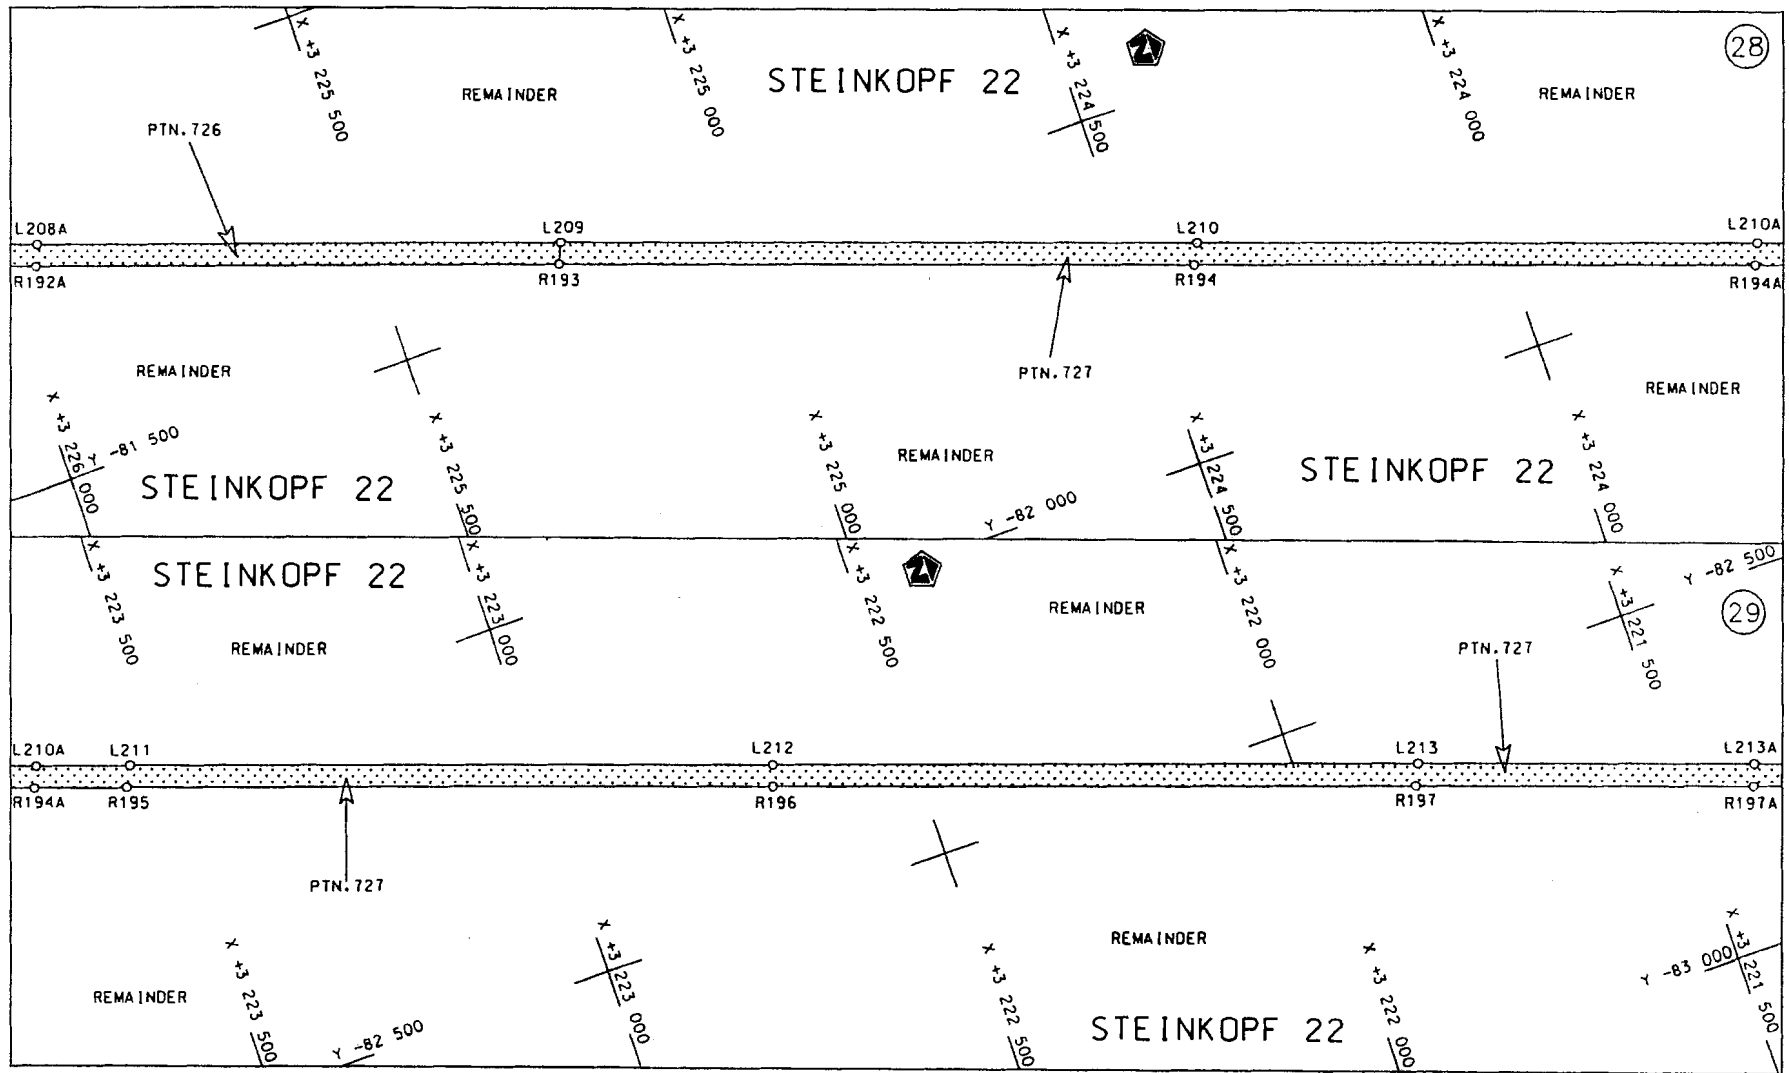 X +3 225 500
X +3 225 000
STEINKOPF 22
X +3 224 500
X +3 224 000
28
REMAINDER
REMAINDER
PTN.726
L208A
L209
L210
L210A
R192A
R193
R194
R194A
REMAINDER
PTN.727
REMAINDER
X +3 226 000
Y -81 500
STEINKOPF 22
X +3 225 500
X +3 225 000
REMAINDER
Y -82 000
X +3 224 500
STEINKOPF 22
X +3 224 000
X +3 223 500
STEINKOPF 22
REMAINDER
X +3 223 000
X +3 222 500
REMAINDER
X +3 222 000
PTN.727
X +3 221 500
Y -82 500
29
L210A
L211
L212
L213
L213A
R194A
R195
R196
R197
R197A
PTN.727
REMAINDER
X +3 223 500
Y -82 500
X +3 223 000
X +3 222 500
REMAINDER
STEINKOPF 22
X +3 222 000
Y -83 000
X +3 221 500